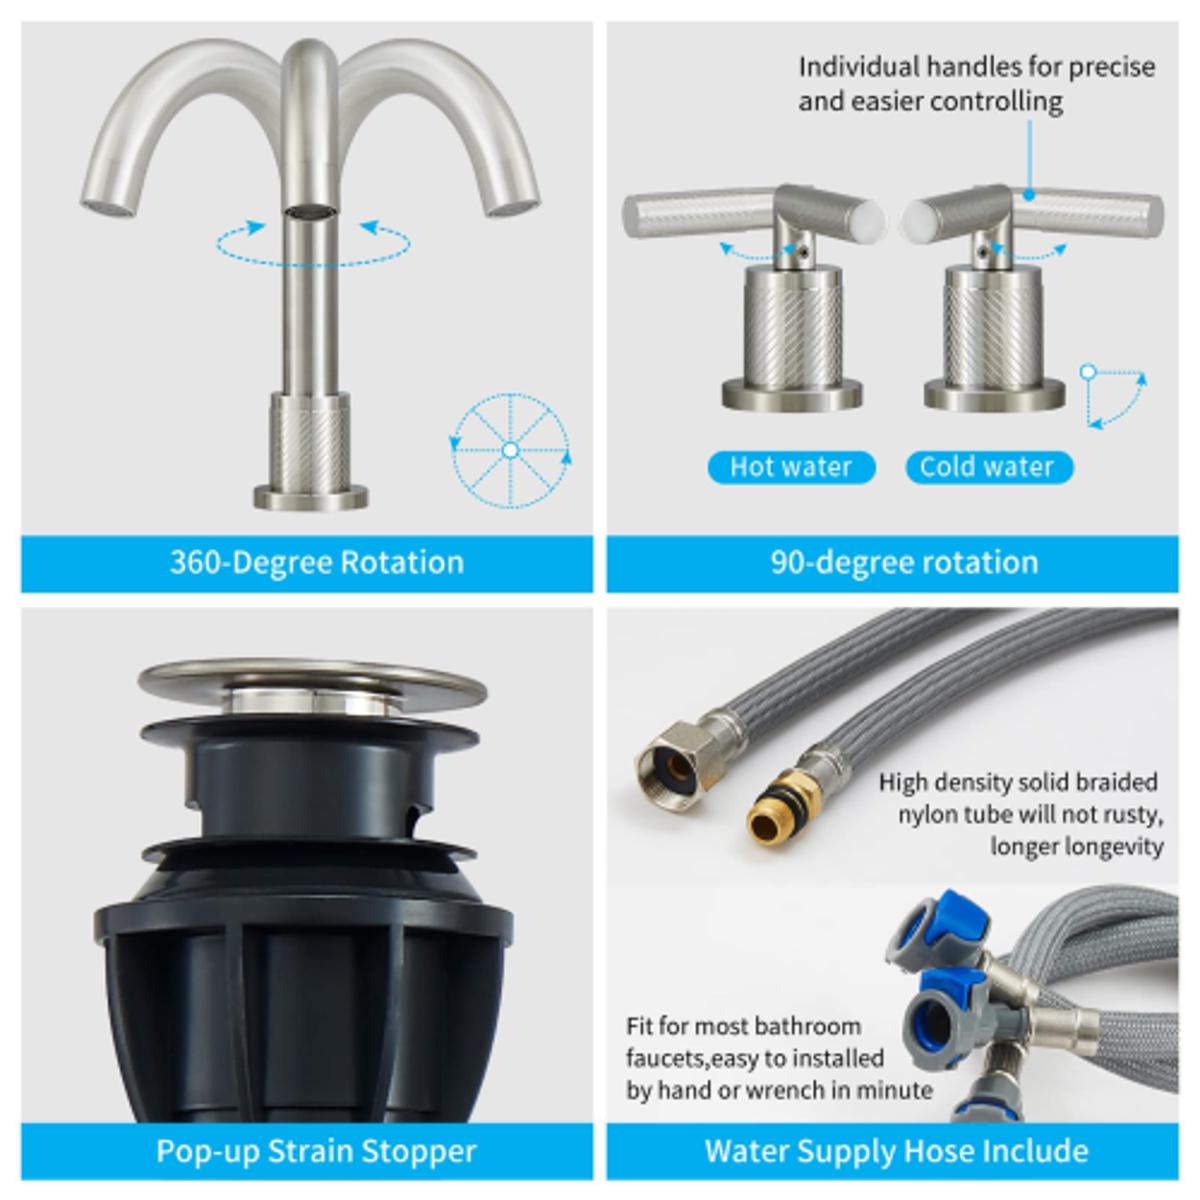 360-Degree Rotation
Individual handles for precise
and easier controlling
Hot water
Cold water
90-degree rotation
Pop-up Strain Stopper
High density solid braided
nylon tube will not rusty,
longer longevity
Fit for most bathroom
faucets,easy to installed
by hand or wrench in minute
Water Supply Hose Include